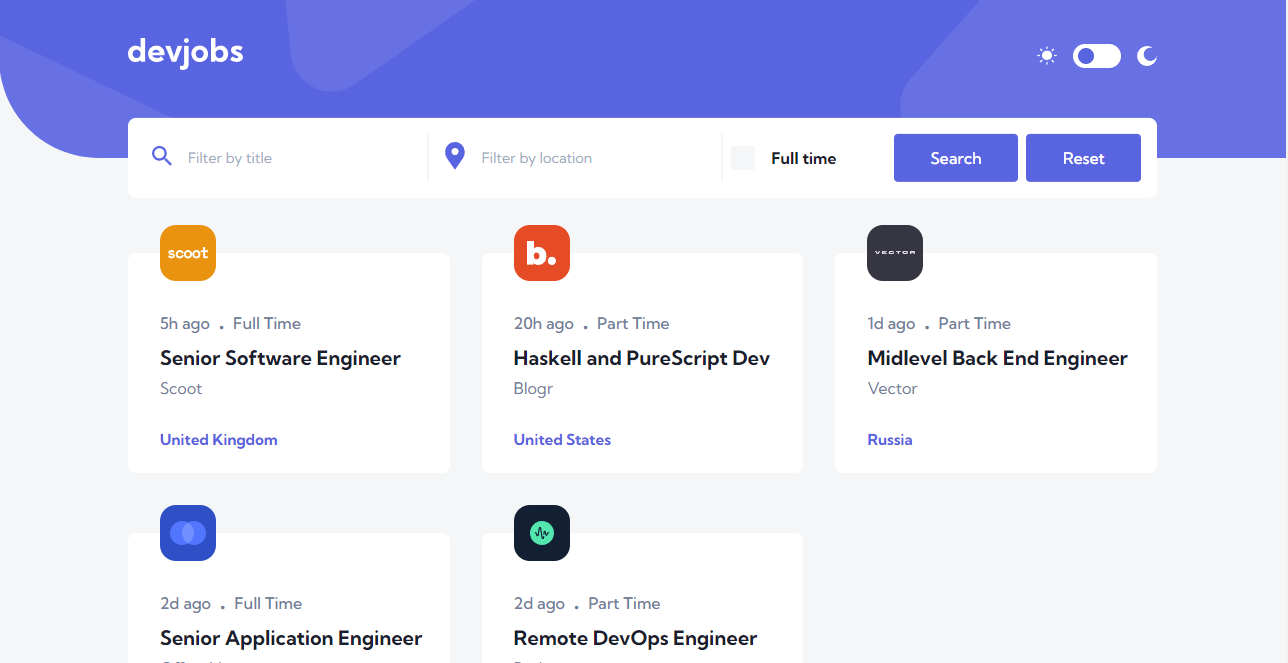 devjobs
Filter by title
Filter by location
Full time
Search
Reset
scoot
5h ago . Full Time
Senior Software Engineer
Scoot
United Kingdom
b.
20h ago . Part Time
Haskell and PureScript Dev
Blogr
United States
VECTOR
1d ago . Part Time
Midlevel Back End Engineer
Vector
Russia
2d ago . Full Time
Senior Application Engineer
2d ago . Part Time
Remote DevOps Engineer